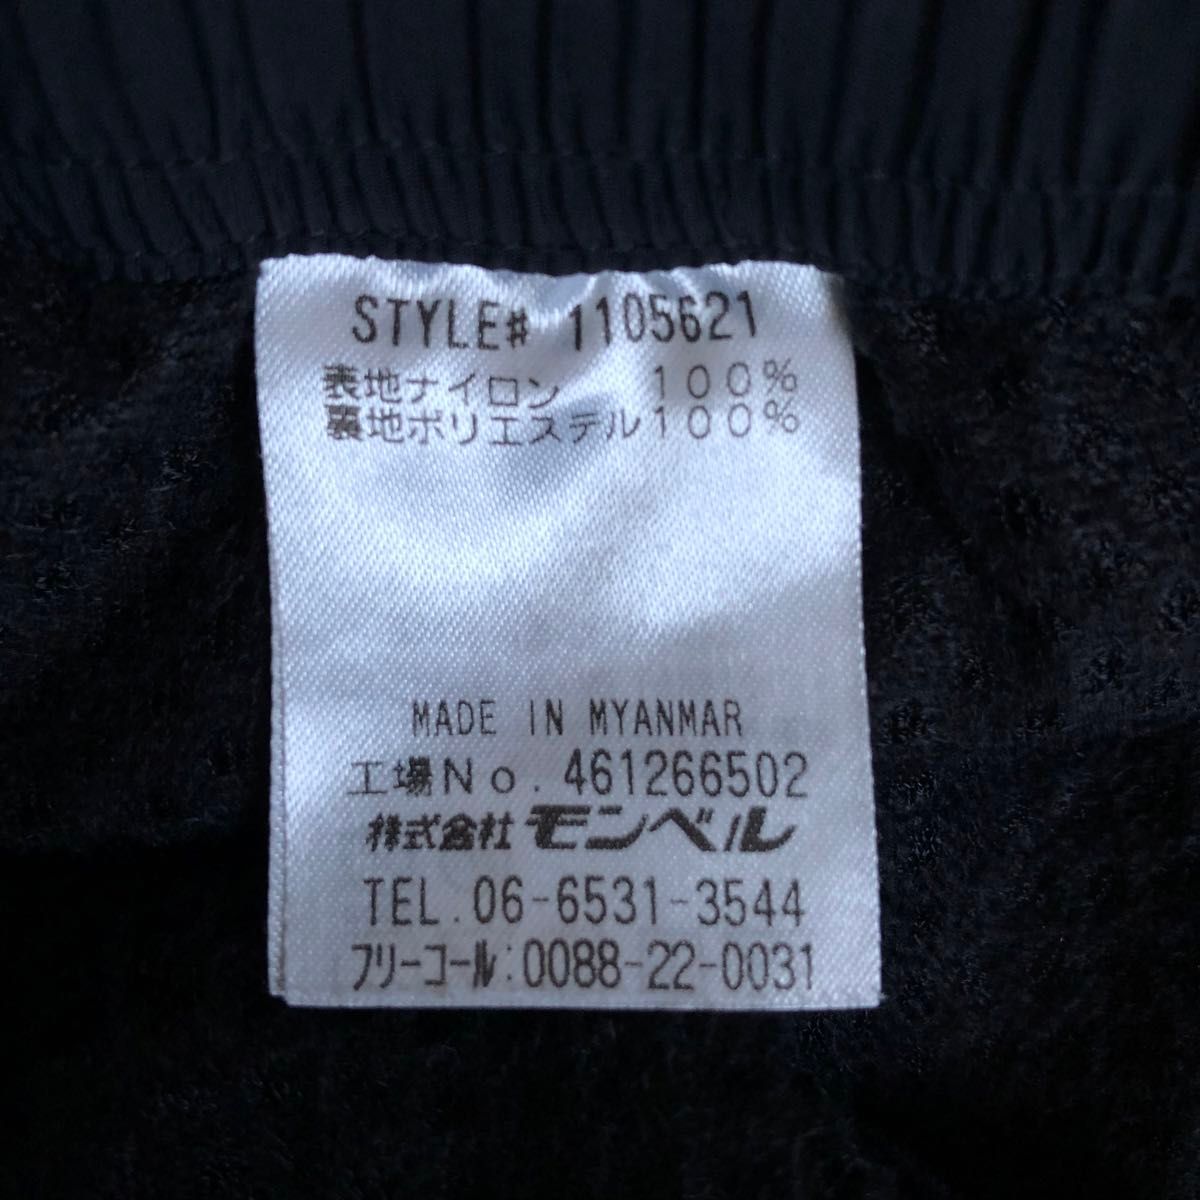 STYLE# 1105621
表地ナイロン 100%
裏地ポリエステル100%
MADE IN MYANMAR
工場No. 461266502
株式会社 モンベル
TEL. 06-6531-3544
フリーコール:0088-22-0031